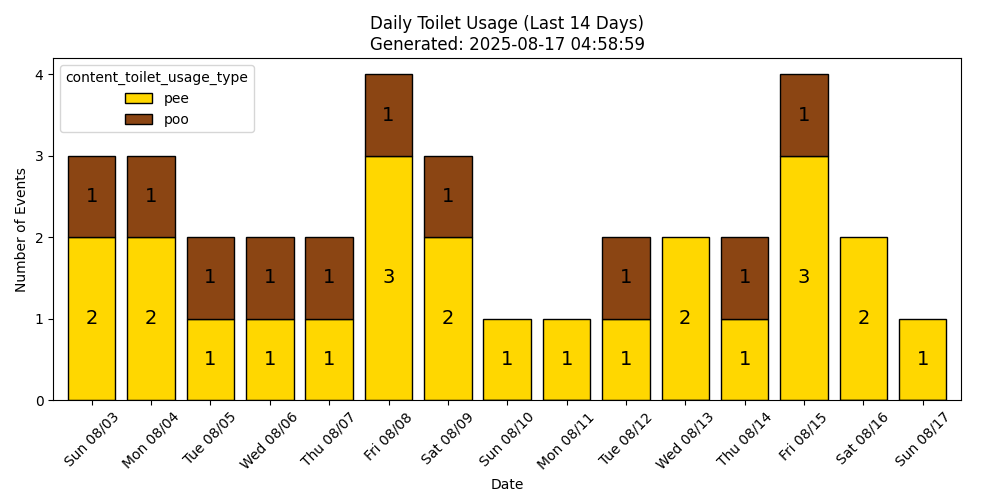 Daily Toilet Usage (Last 14 Days)
Generated: 2025-08-17 04:58:59
content_toilet_usage_type
pee
poo
Number of Events
4
3
2
1
0
1
1
1
1
1
1
1
1
1
1
2
2
1
1
1
3
2
1
1
1
2
1
3
2
1
Sun 08/03
Mon 08/04
Tue 08/05
Wed 08/06
Thu 08/07
Fri 08/08
Sat 08/09
Sun 08/10
Mon 08/11
Tue 08/12
Wed 08/13
Thu 08/14
Fri 08/15
Sat 08/16
Sun 08/17
Date